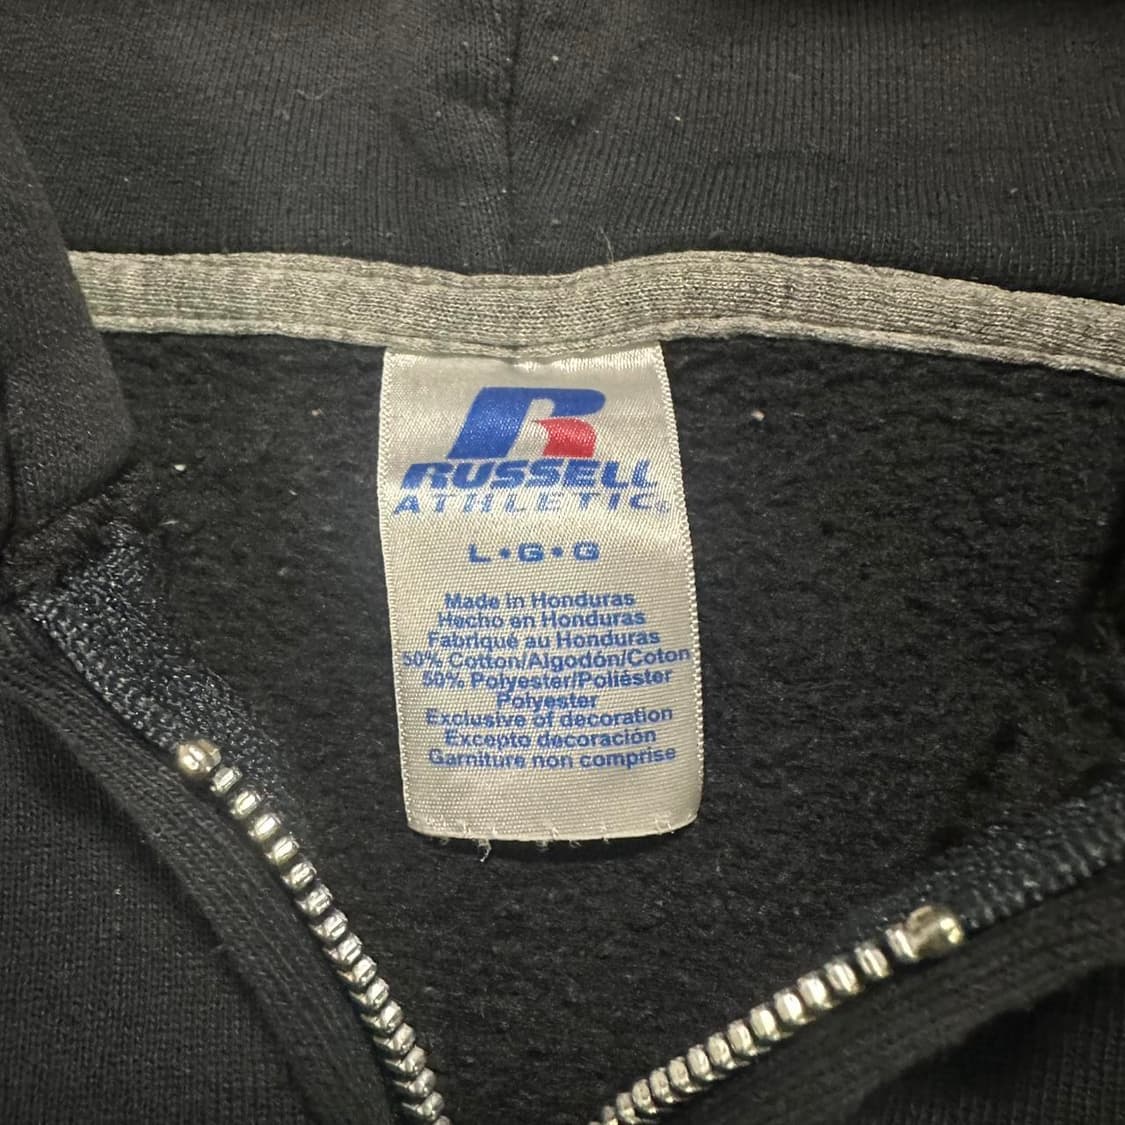 R
RUSSELL
ATHLETIC®
L•G•G
Made in Honduras
Hecho en Honduras
Fabriqué au Honduras
50% Cotton/Algodón/Coton
50% Polyester/Poliéster
Polyester
Exclusive of decoration
Excepto decoración
Garniture non comprise